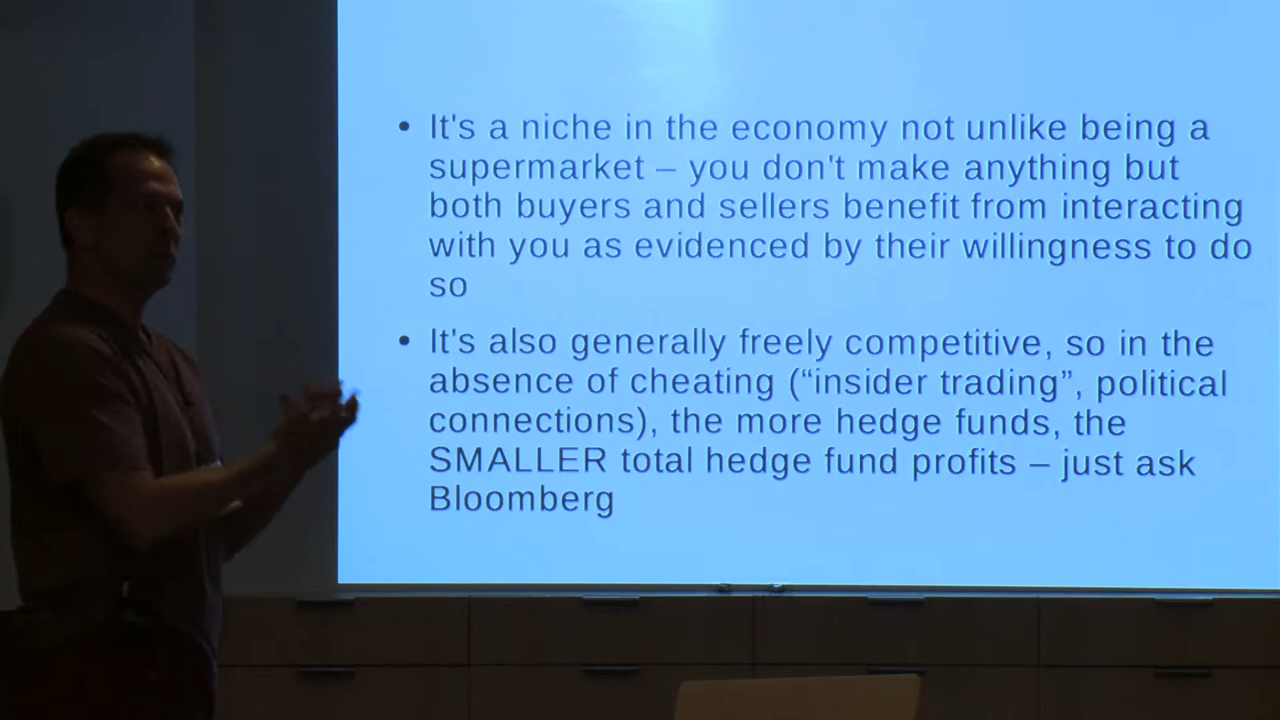 • It's a niche in the economy not unlike being a
supermarket – you don't make anything but
both buyers and sellers benefit from interacting
with you as evidenced by their willingness to do
so
• It's also generally freely competitive, so in the
absence of cheating (“insider trading”, political
connections), the more hedge funds, the
SMALLER total hedge fund profits – just ask
Bloomberg